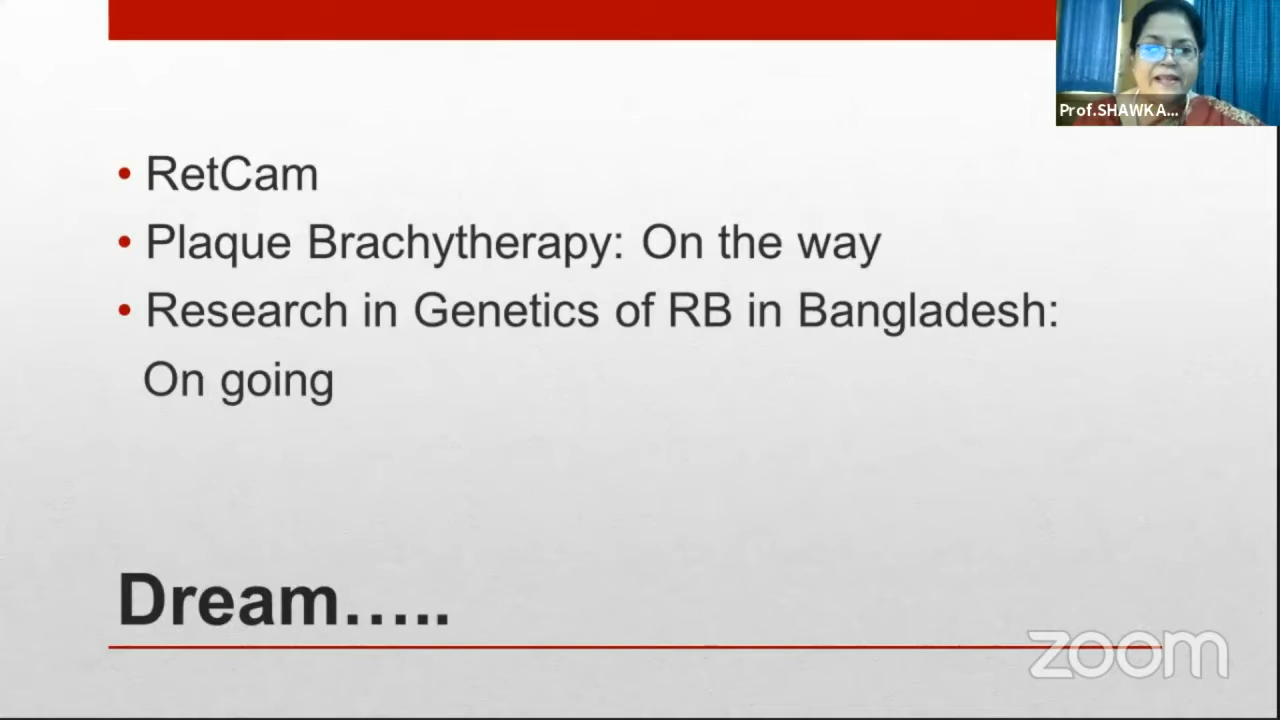 Prof.SHAWKA...
• RetCam
• Plaque Brachytherapy: On the way
• Research in Genetics of RB in Bangladesh:
On going
Dream…..
zoom